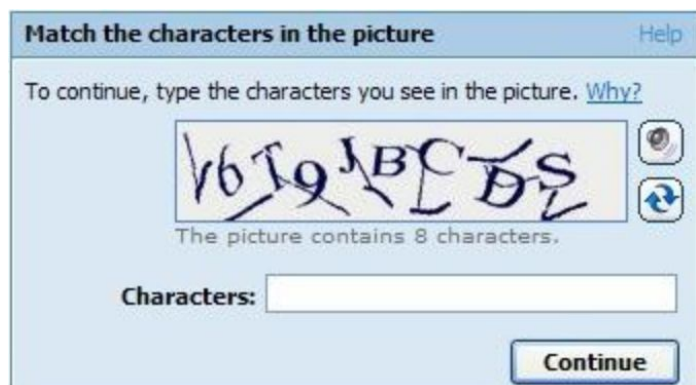 Match the characters in the picture
Help
To continue, type the characters you see in the picture. Why?
The picture contains 8 characters.
Characters:
Continue